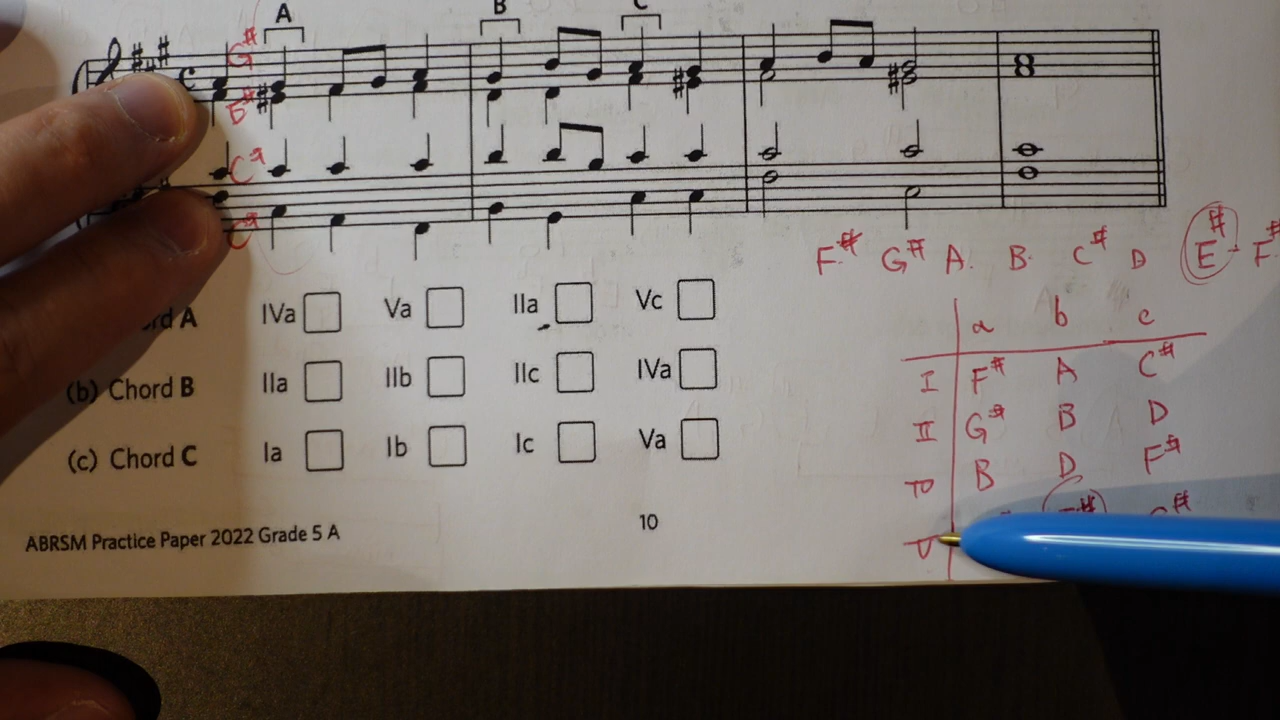 A B C
G#
E#
C#
C#
F# G# A. B. C# D E# - F#
ord A IVa Va IIa Vc
(b) Chord B IIa IIb IIc IVa
(c) Chord C Ia Ib Ic Va
a b c
I F# A C#
II G# B D
IV B D F#
V
ABRSM Practice Paper 2022 Grade 5 A
10